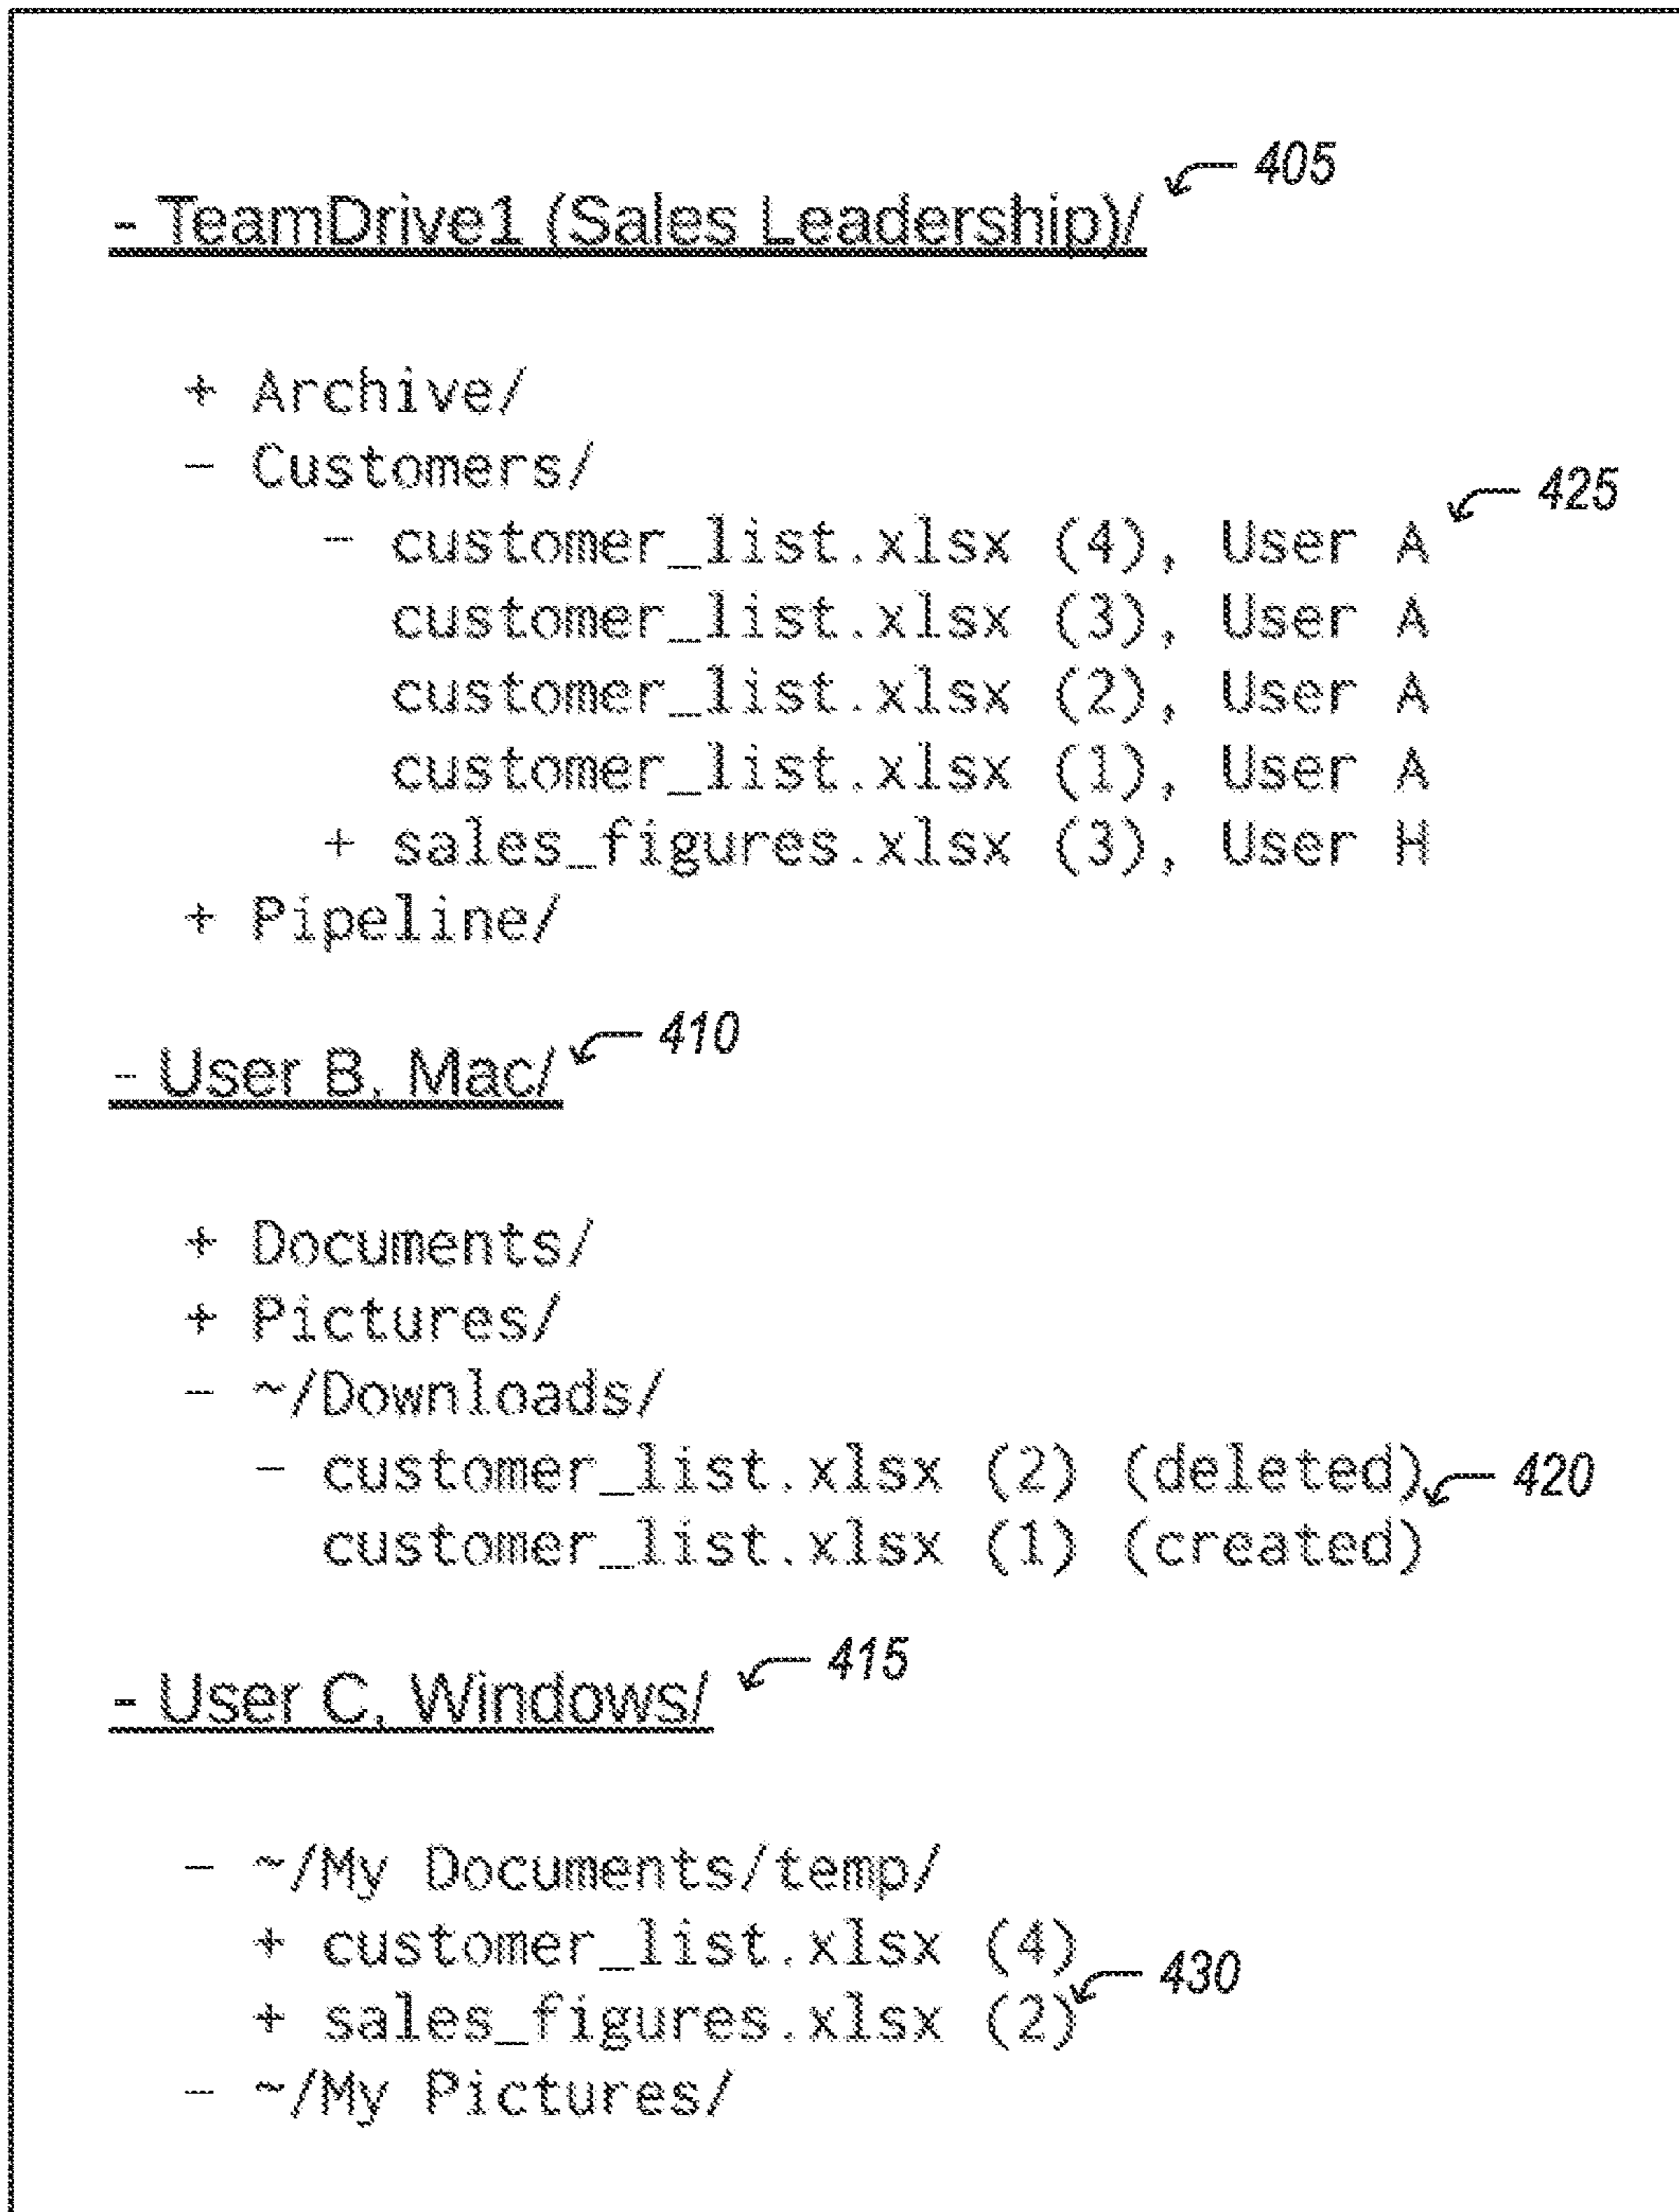 - TeamDrive1 (Sales Leadership)/ 405
+ Archive/
- Customers/
- customer_list.xlsx (4), User A 425
customer_list.xlsx (3), User A
customer_list.xlsx (2), User A
customer_list.xlsx (1), User A
+ sales_figures.xlsx (3), User H
+ Pipeline/
- User B, Mac/ 410
+ Documents/
+ Pictures/
- ~/Downloads/
- customer_list.xlsx (2) (deleted) 420
customer_list.xlsx (1) (created)
- User C, Windows/ 415
- ~/My Documents/temp/
+ customer_list.xlsx (4)
+ sales_figures.xlsx (2) 430
- ~/My Pictures/